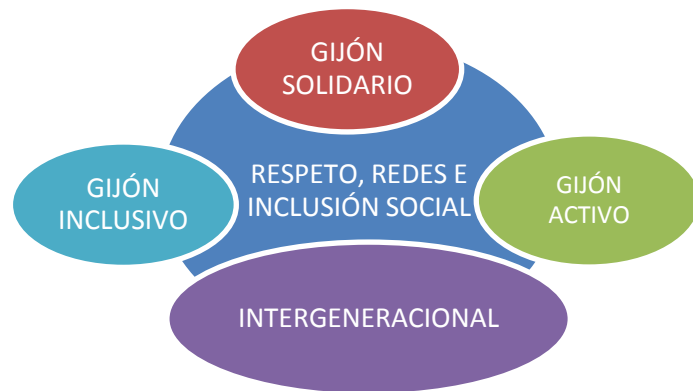 GIJÓN
SOLIDARIO
GIJÓN
INCLUSIVO
RESPETO, REDES E
INCLUSIÓN SOCIAL
GIJÓN
ACTIVO
INTERGENERACIONAL